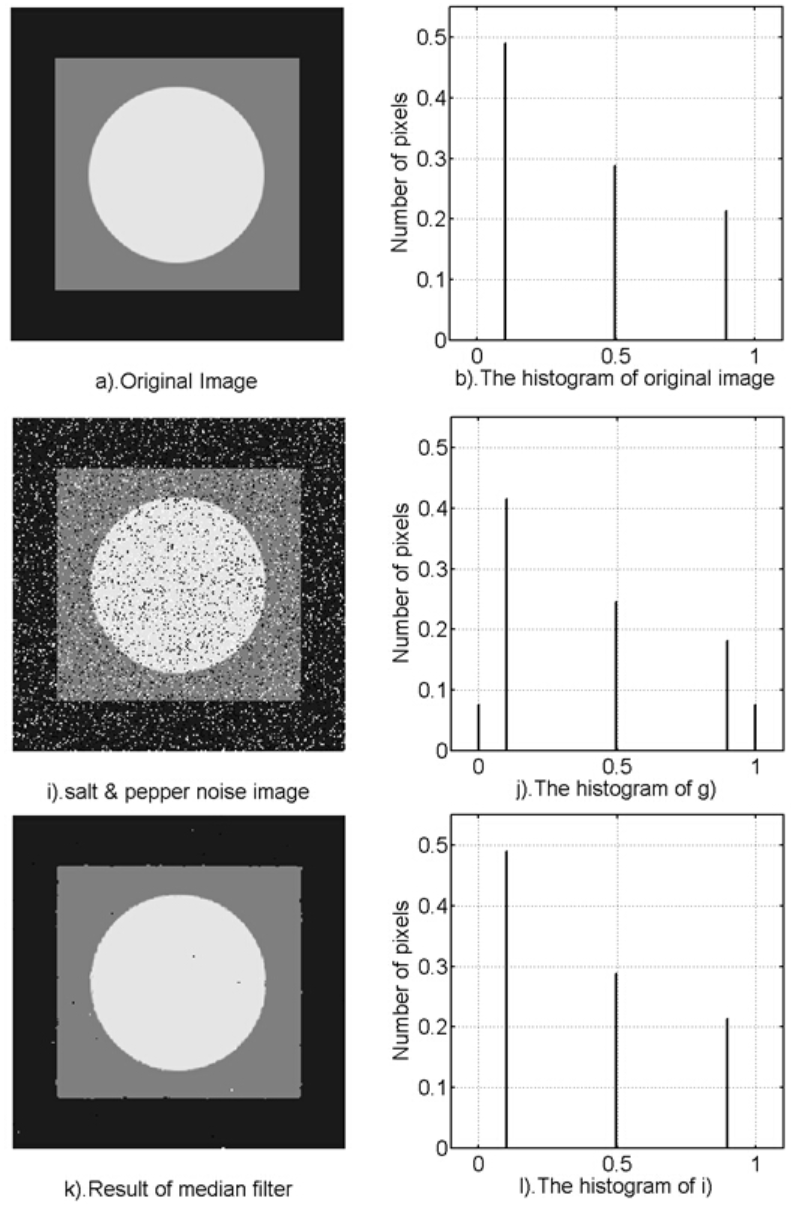 0.5
0.4
0.3
0.2
0.1
0
Number of pixels
0 0.5 1
a).Original Image
b).The histogram of original image
0.5
0.4
0.3
0.2
0.1
0
Number of pixels
0 0.5 1
i).salt & pepper noise image
j).The histogram of g)
0.5
0.4
0.3
0.2
0.1
0
Number of pixels
0 0.5 1
k).Result of median filter
l).The histogram of i)